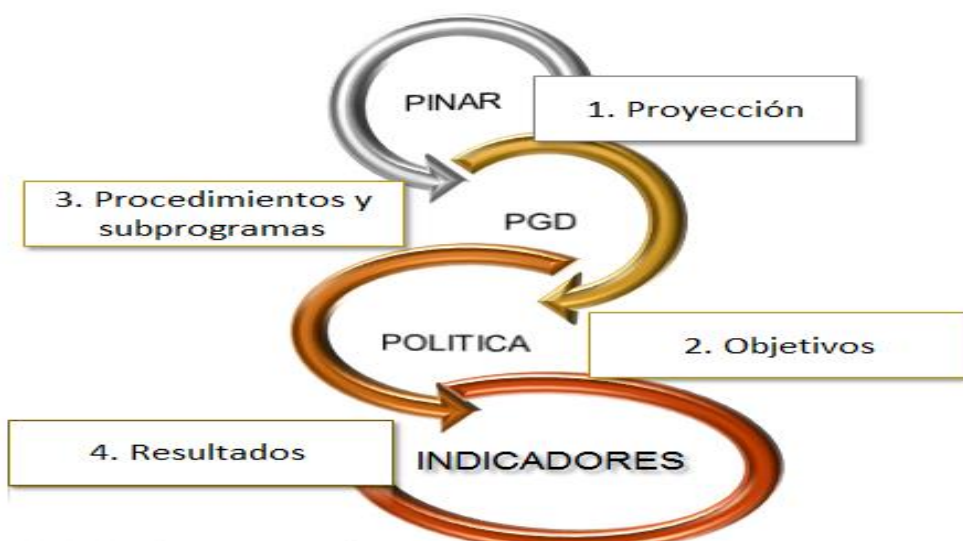 PINAR
1. Proyección
3. Procedimientos y
subprogramas
PGD
POLITICA
2. Objetivos
4. Resultados
INDICADORES